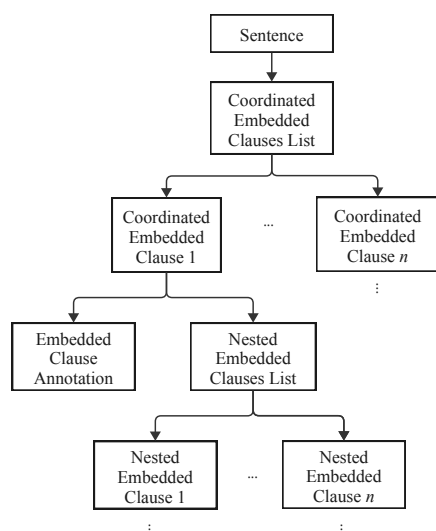 Sentence
Coordinated
Embedded
Clauses List
Coordinated
Embedded
Clause 1
...
Coordinated
Embedded
Clause n
⋮
Embedded
Clause
Annotation
Nested
Embedded
Clauses List
Nested
Embedded
Clause 1
...
Nested
Embedded
Clause n
⋮
⋮